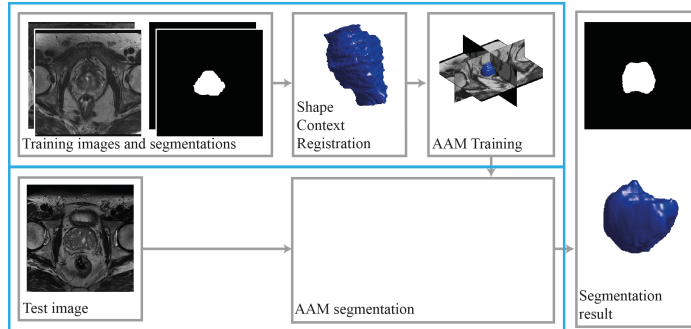 Training images and segmentations
Shape
Context
Registration
AAM Training
Test image
AAM segmentation
Segmentation
result